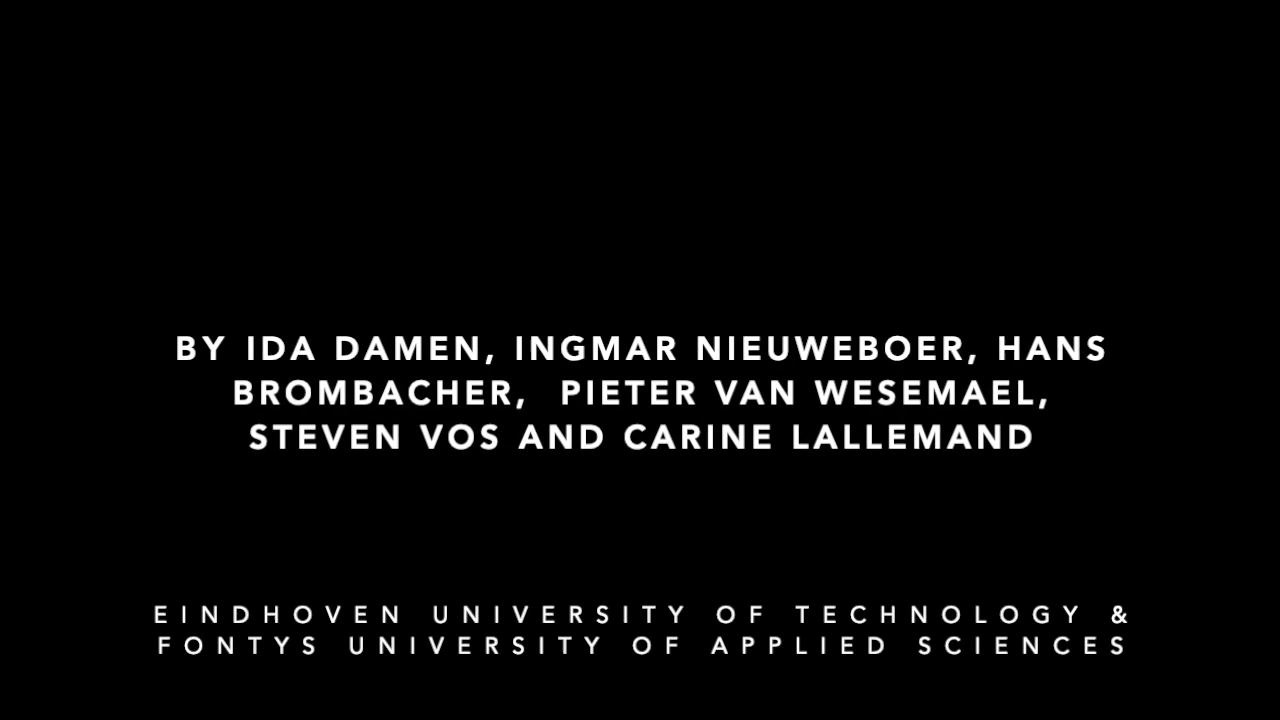 BY IDA DAMEN, INGMAR NIEUWEBOER, HANS
BROMBACHER,  PIETER VAN WESEMAEL,
STEVEN VOS AND CARINE LALLEMAND
EINDHOVEN UNIVERSITY OF TECHNOLOGY &
FONTYS UNIVERSITY OF APPLIED SCIENCES